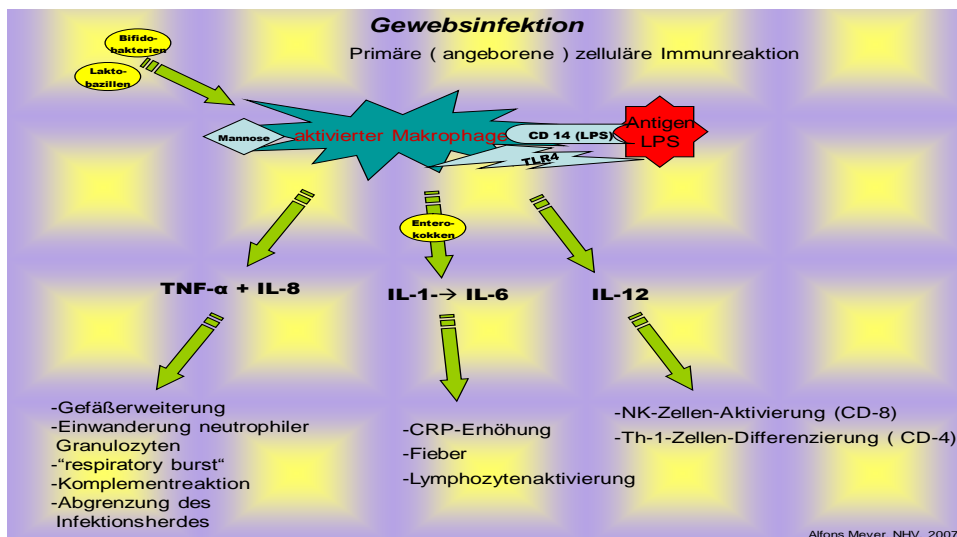 Gewebsinfektion
Primäre ( angeborene ) zelluläre Immunreaktion
Bifido-
bakterien
Lakto-
bazillen
Mannose
aktivierter Makrophage
CD 14 (LPS)
TLR4
Antigen
LPS
Entero-
kokken
TNF-α + IL-8
IL-1-→ IL-6
IL-12
-Gefäßerweiterung
-Einwanderung neutrophiler
Granulozyten
-“respiratory burst“
-Komplementreaktion
-Abgrenzung des
Infektionsherdes
-CRP-Erhöhung
-Fieber
-Lymphozytenaktivierung
-NK-Zellen-Aktivierung (CD-8)
-Th-1-Zellen-Differenzierung ( CD-4)
Alfons Meyer, NHV, 2007